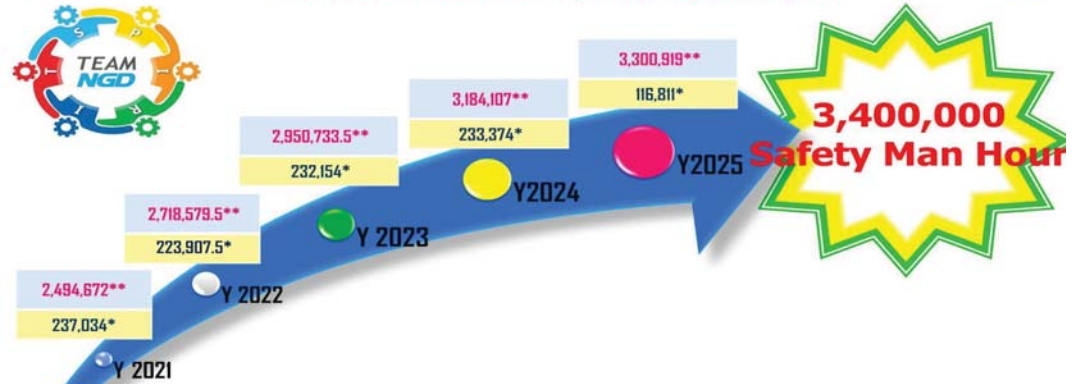 S P I R I T
TEAM
NGD
3,300,919**
116,811*
3,184,107**
233,374*
2,950,733.5**
232,154*
2,718,579.5**
223,907.5*
2,494,672**
237,034*
Y 2021
Y 2022
Y 2023
Y2024
Y2025
3,400,000
Safety Man Hour